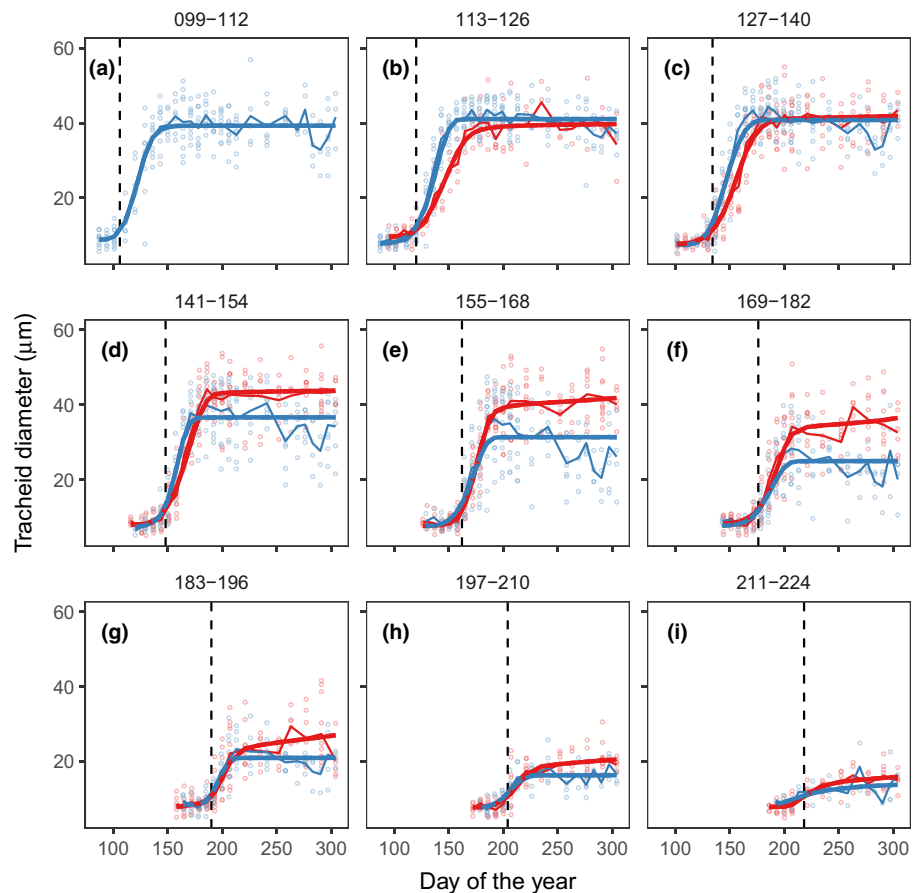 099−112 113−126 127−140
60 (a) (b) (c)
40
20
141−154 155−168 169−182
60 (d) (e) (f)
40
20
183−196 197−210 211−224
60 (g) (h) (i)
40
20
100 150 200 250 300 100 150 200 250 300 100 150 200 250 300
Tracheid diameter (μm)
Day of the year